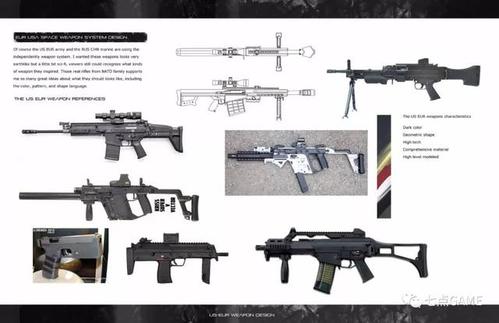 EUR USA SPACE WEAPON SYSTEM DESIGN
Of course the US EUR army and the RUS CHN marine are using the
independently weapon system. I wanted these weapons looks very
earthlike but a bit sci-fi, viewers still could recognise what kinds
of weapon they inspired. Those real rifles from NATO firmly supports
me so many great ideas about what they should looks like, including
the color, pattern, and shape language.
THE US EUR WEAPON REFERENCES
The US EUR weapons characteristics
Dark color
Geometric shape
High tech
Comprehensive material
High level modeled
KRISS
SUPER
VECTOR
七点GAME
US-EUR WEAPON DESIGN